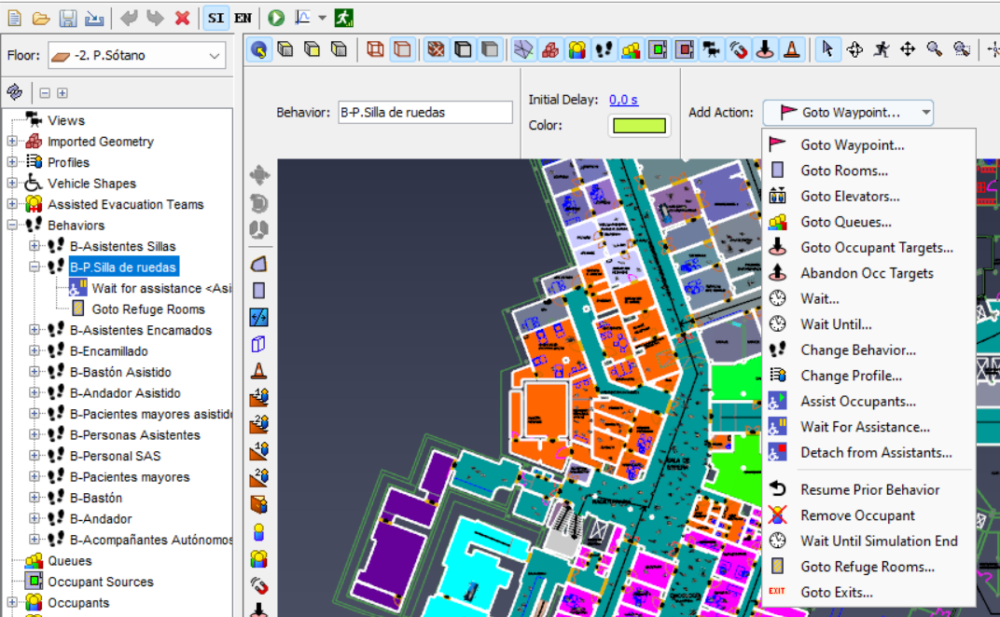 SI EN
Floor: -2. P.Sótano
Views
Imported Geometry
Profiles
Vehicle Shapes
Assisted Evacuation Teams
Behaviors
B-Asistentes Sillas
B-P.Silla de ruedas
Wait for assistance <Asi
Goto Refuge Rooms
B-Asistentes Encamados
B-Encamillado
B-Bastón Asistido
B-Andador Asistido
B-Pacientes mayores asistido
B-Personas Asistentes
B-Personal SAS
B-Pacientes mayores
B-Bastón
B-Andador
B-Acompañantes Autónomos
Queues
Occupant Sources
Occupants
Behavior: B-P.Silla de ruedas
Initial Delay: 0,0 s
Color:
Add Action: Goto Waypoint...
Goto Waypoint...
Goto Rooms...
Goto Elevators...
Goto Queues...
Goto Occupant Targets...
Abandon Occ Targets
Wait...
Wait Until...
Change Behavior...
Change Profile...
Assist Occupants...
Wait For Assistance...
Detach from Assistants...
Resume Prior Behavior
Remove Occupant
Wait Until Simulation End
Goto Refuge Rooms...
EXIT Goto Exits...
SALA DE
ESPERA